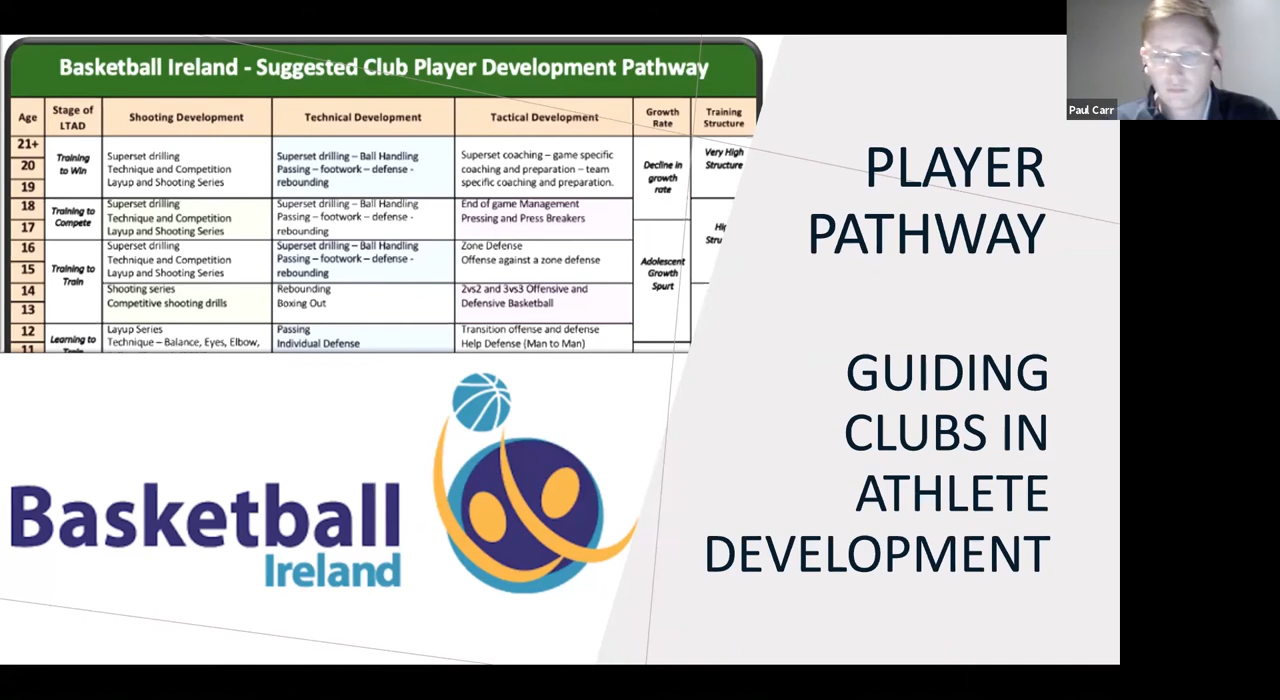 Basketball Ireland - Suggested Club Player Development Pathway
Age
Stage of
LTAD
Shooting Development
Technical Development
Tactical Development
Growth
Rate
Training
Structure
21+
20
19
Training
to Win
Superset drilling
Technique and Competition
Layup and Shooting Series
Superset drilling – Ball Handling
Passing – footwork – defense -
rebounding
Superset coaching – game specific
coaching and preparation – team
specific coaching and preparation.
Decline in
growth
rate
Very High
Structure
18
17
Training to
Compete
Superset drilling
Technique and Competition
Layup and Shooting Series
Superset drilling – Ball Handling
Passing – footwork – defense -
rebounding
End of game Management
Pressing and Press Breakers
16
15
Training to
Train
Superset drilling
Technique and Competition
Layup and Shooting Series
Superset drilling – Ball Handling
Passing – footwork – defense -
rebounding
Zone Defense
Offense against a zone defense
Adolescent
Growth
Spurt
14
13
Shooting series
Competitive shooting drills
Rebounding
Boxing Out
2vs2 and 3vs3 Offensive and
Defensive Basketball
12
11
Learning to
Layup Series
Technique – Balance, Eyes, Elbow,
Passing
Individual Defense
Transition offense and defense
Help Defense (Man to Man)
Basketball
Ireland
PLAYER
PATHWAY
GUIDING
CLUBS IN
ATHLETE
DEVELOPMENT
Paul Carr